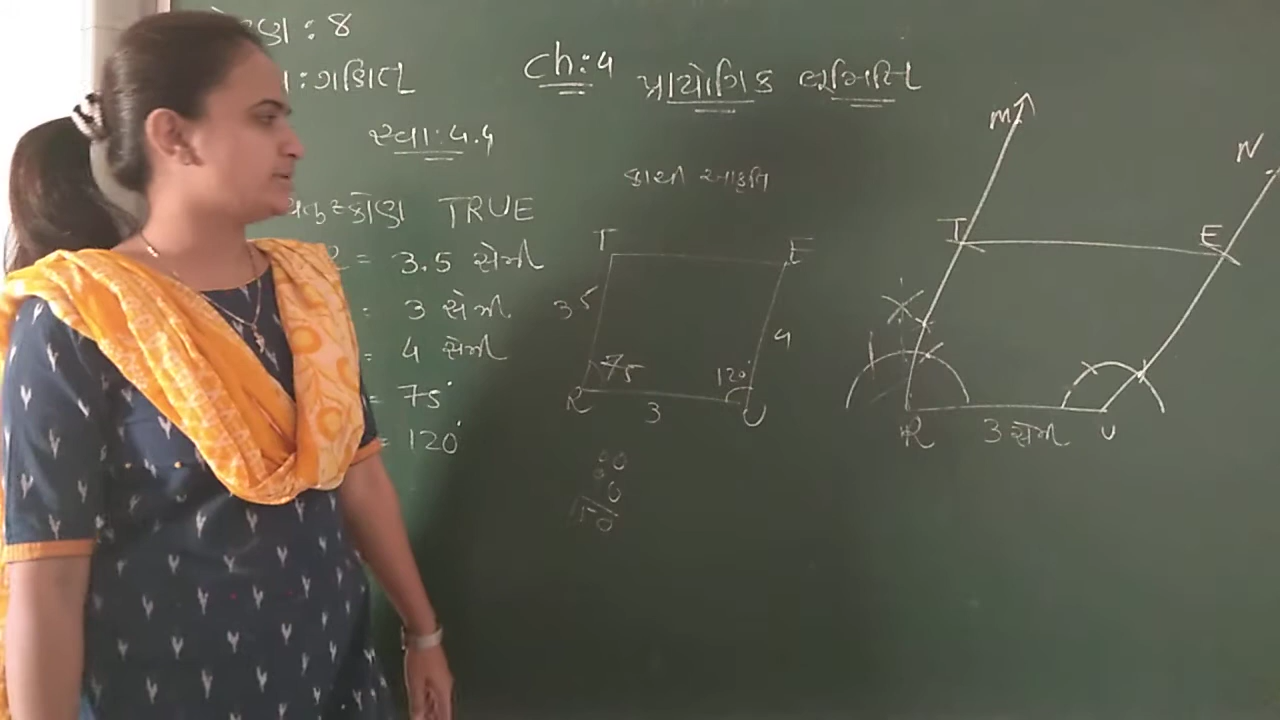 : 8
: ગણિત
Ch: 4 પ્રાયોગિક ભૂમિતિ
સ્વા: 4.4
TRUE
= 3.5 સેમી
= 3 સેમી
= 4 સેમી
= 75°
= 120°
કાચી આકૃતિ
T E
3.5 4
75 120°
R 3 U
M N
T E
R 3 સેમી U